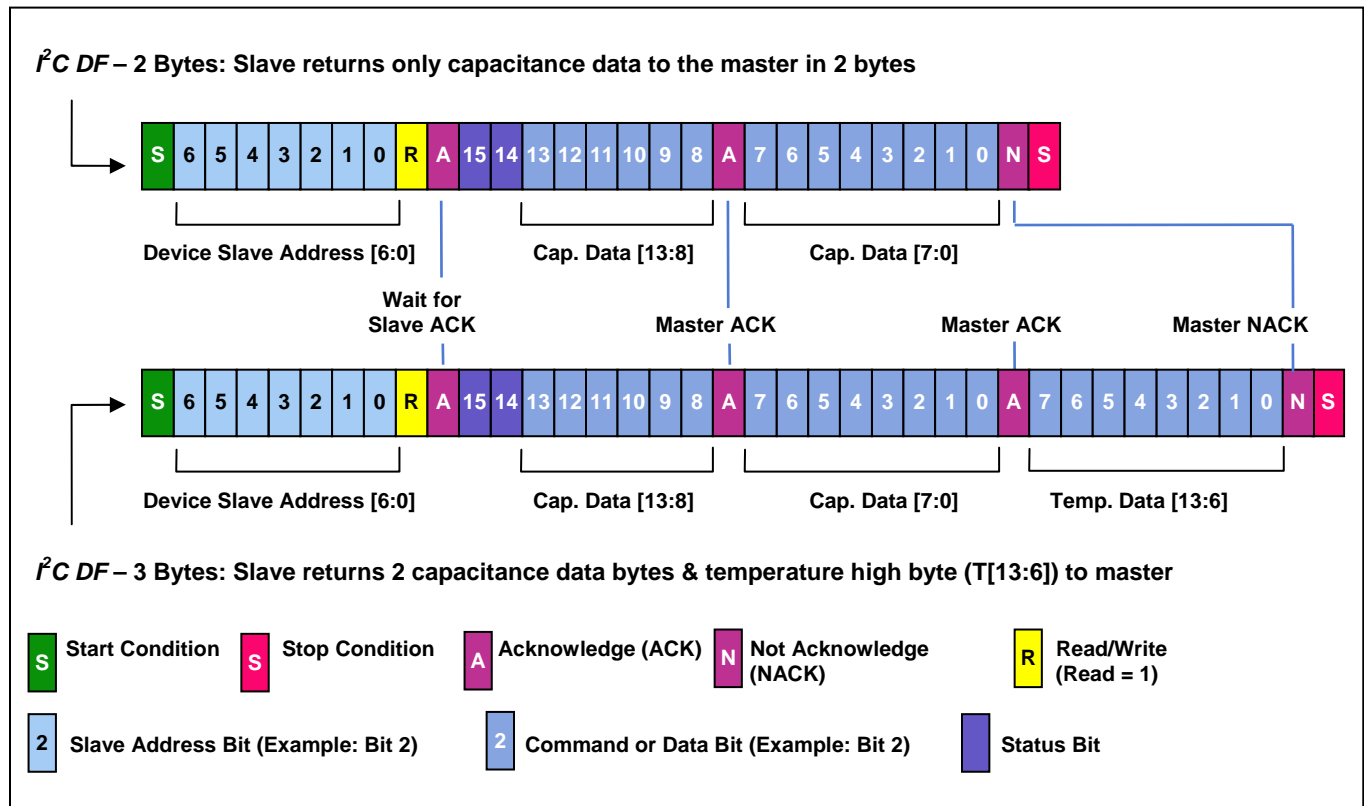 I²C DF – 2 Bytes: Slave returns only capacitance data to the master in 2 bytes
S 6 5 4 3 2 1 0 R A 15 14 13 12 11 10 9 8 A 7 6 5 4 3 2 1 0 N S
Device Slave Address [6:0] Cap. Data [13:8] Cap. Data [7:0]
Wait for
Slave ACK Master ACK Master ACK Master NACK
S 6 5 4 3 2 1 0 R A 15 14 13 12 11 10 9 8 A 7 6 5 4 3 2 1 0 A 7 6 5 4 3 2 1 0 N S
Device Slave Address [6:0] Cap. Data [13:8] Cap. Data [7:0] Temp. Data [13:6]
I²C DF – 3 Bytes: Slave returns 2 capacitance data bytes & temperature high byte (T[13:6]) to master
S Start Condition S Stop Condition A Acknowledge (ACK) N Not Acknowledge
(NACK) R Read/Write
(Read = 1)
2 Slave Address Bit (Example: Bit 2) 2 Command or Data Bit (Example: Bit 2) Status Bit